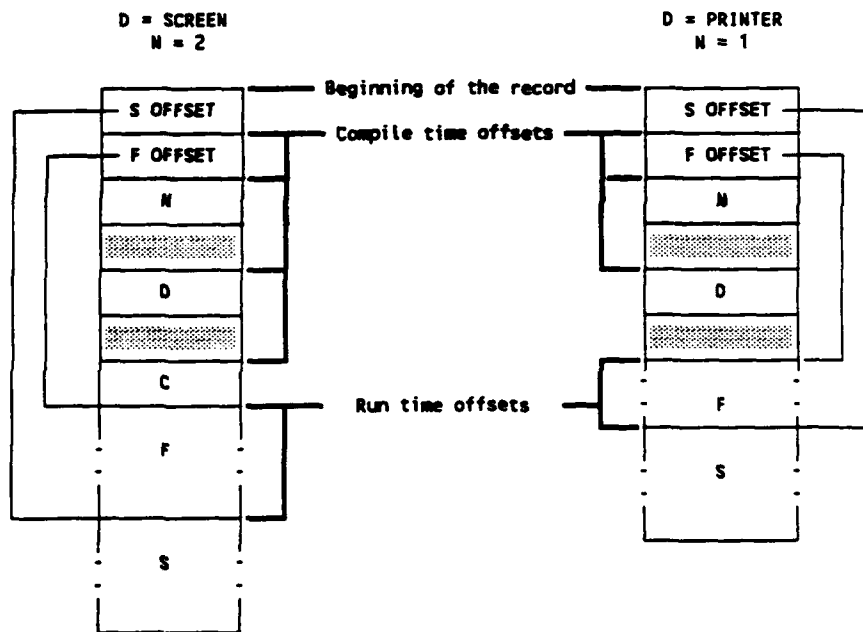 D = SCREEN
N = 2
D = PRINTER
N = 1
Beginning of the record
S OFFSET
S OFFSET
Compile time offsets
F OFFSET
F OFFSET
N
N
D
D
C
Run time offsets
F
F
S
S